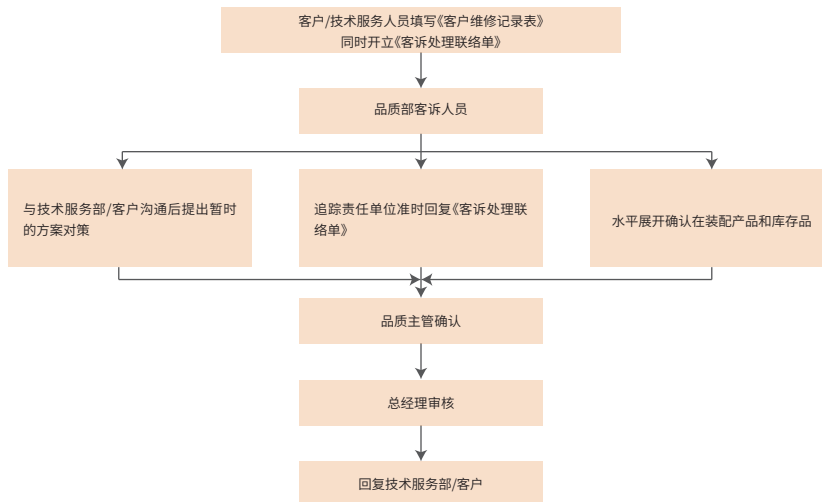 客户/技术服务人员填写《客户维修记录表》
同时开立《客诉处理联络单》
品质部客诉人员
与技术服务部/客户沟通后提出暂时
的方案对策
追踪责任单位准时回复《客诉处理联
络单》
水平展开确认在装配产品和库存品
品质主管确认
总经理审核
回复技术服务部/客户